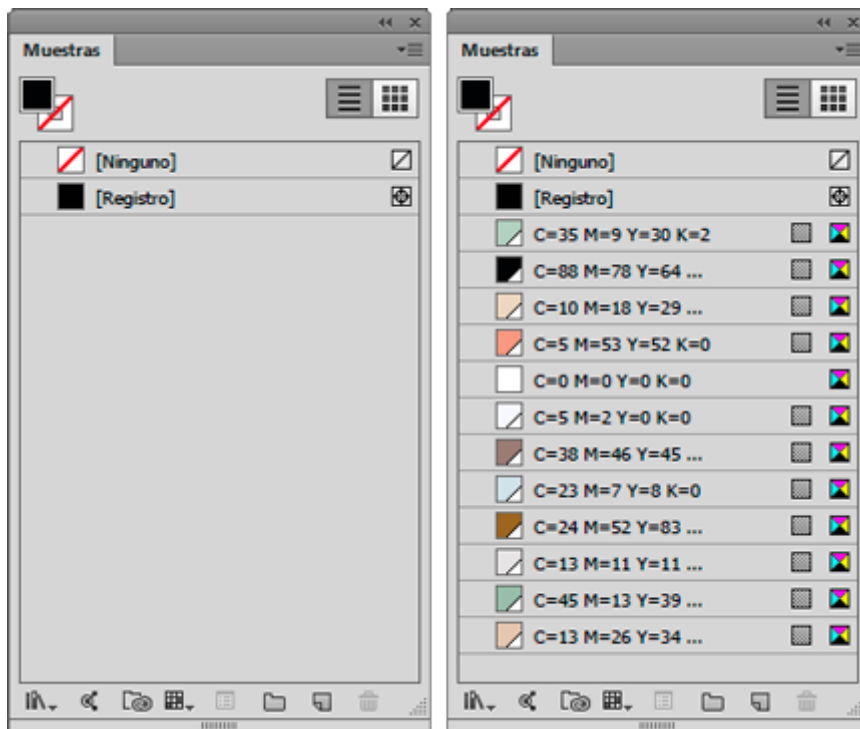 Muestras
[Ninguno]
[Registro]
Muestras
[Ninguno]
[Registro]
C=35 M=9 Y=30 K=2
C=88 M=78 Y=64 ...
C=10 M=18 Y=29 ...
C=5 M=53 Y=52 K=0
C=0 M=0 Y=0 K=0
C=5 M=2 Y=0 K=0
C=38 M=46 Y=45 ...
C=23 M=7 Y=8 K=0
C=24 M=52 Y=83 ...
C=13 M=11 Y=11 ...
C=45 M=13 Y=39 ...
C=13 M=26 Y=34 ...